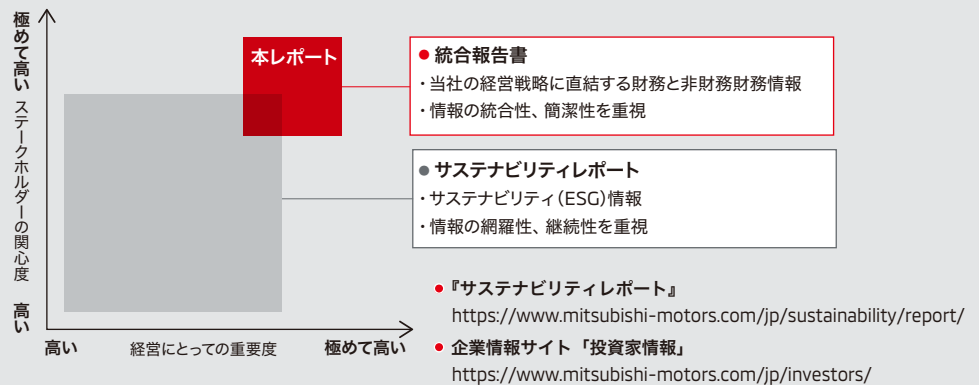 極めて高い
ステークホルダーの関心度
高い
本レポート
● 統合報告書
・当社の経営戦略に直結する財務と非財務財務情報
・情報の統合性、簡潔性を重視
● サステナビリティレポート
・サステナビリティ(ESG)情報
・情報の網羅性、継続性を重視
高い
経営にとっての重要度
極めて高い
● 『サステナビリティレポート』
https://www.mitsubishi-motors.com/jp/sustainability/report/
● 企業情報サイト「投資家情報」
https://www.mitsubishi-motors.com/jp/investors/